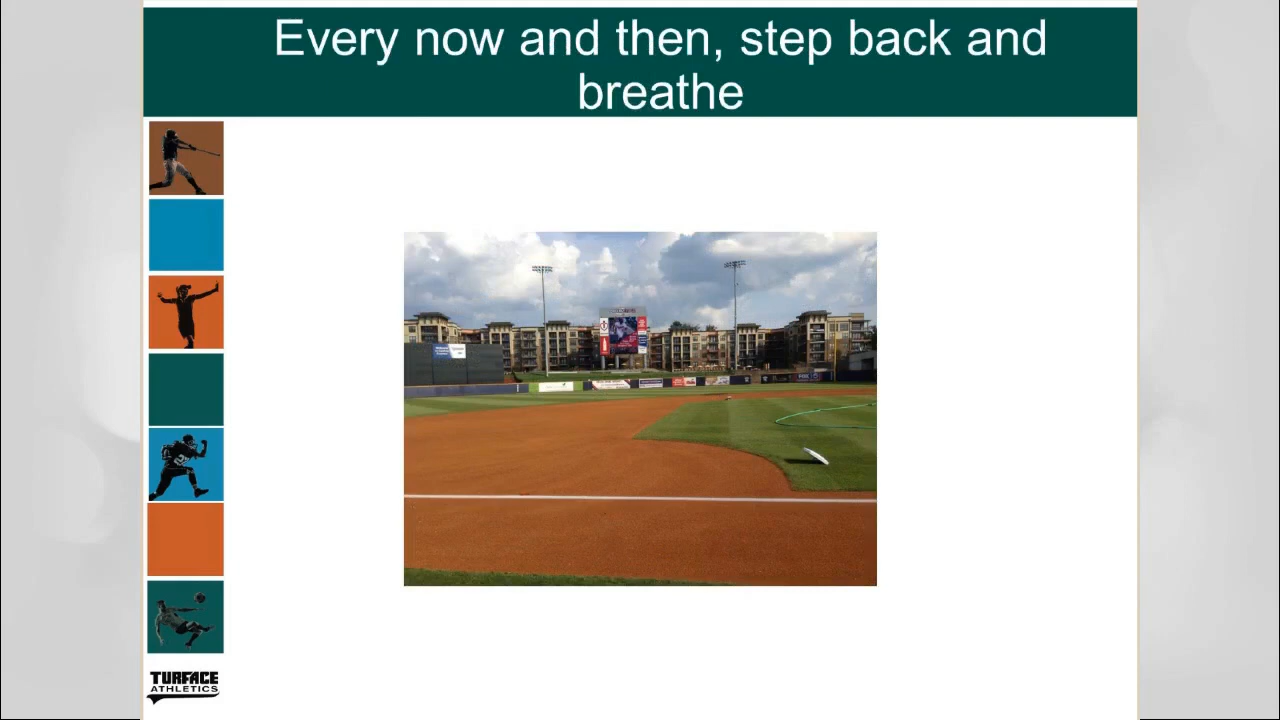 Every now and then, step back and
breathe
TURFACE
ATHLETICS